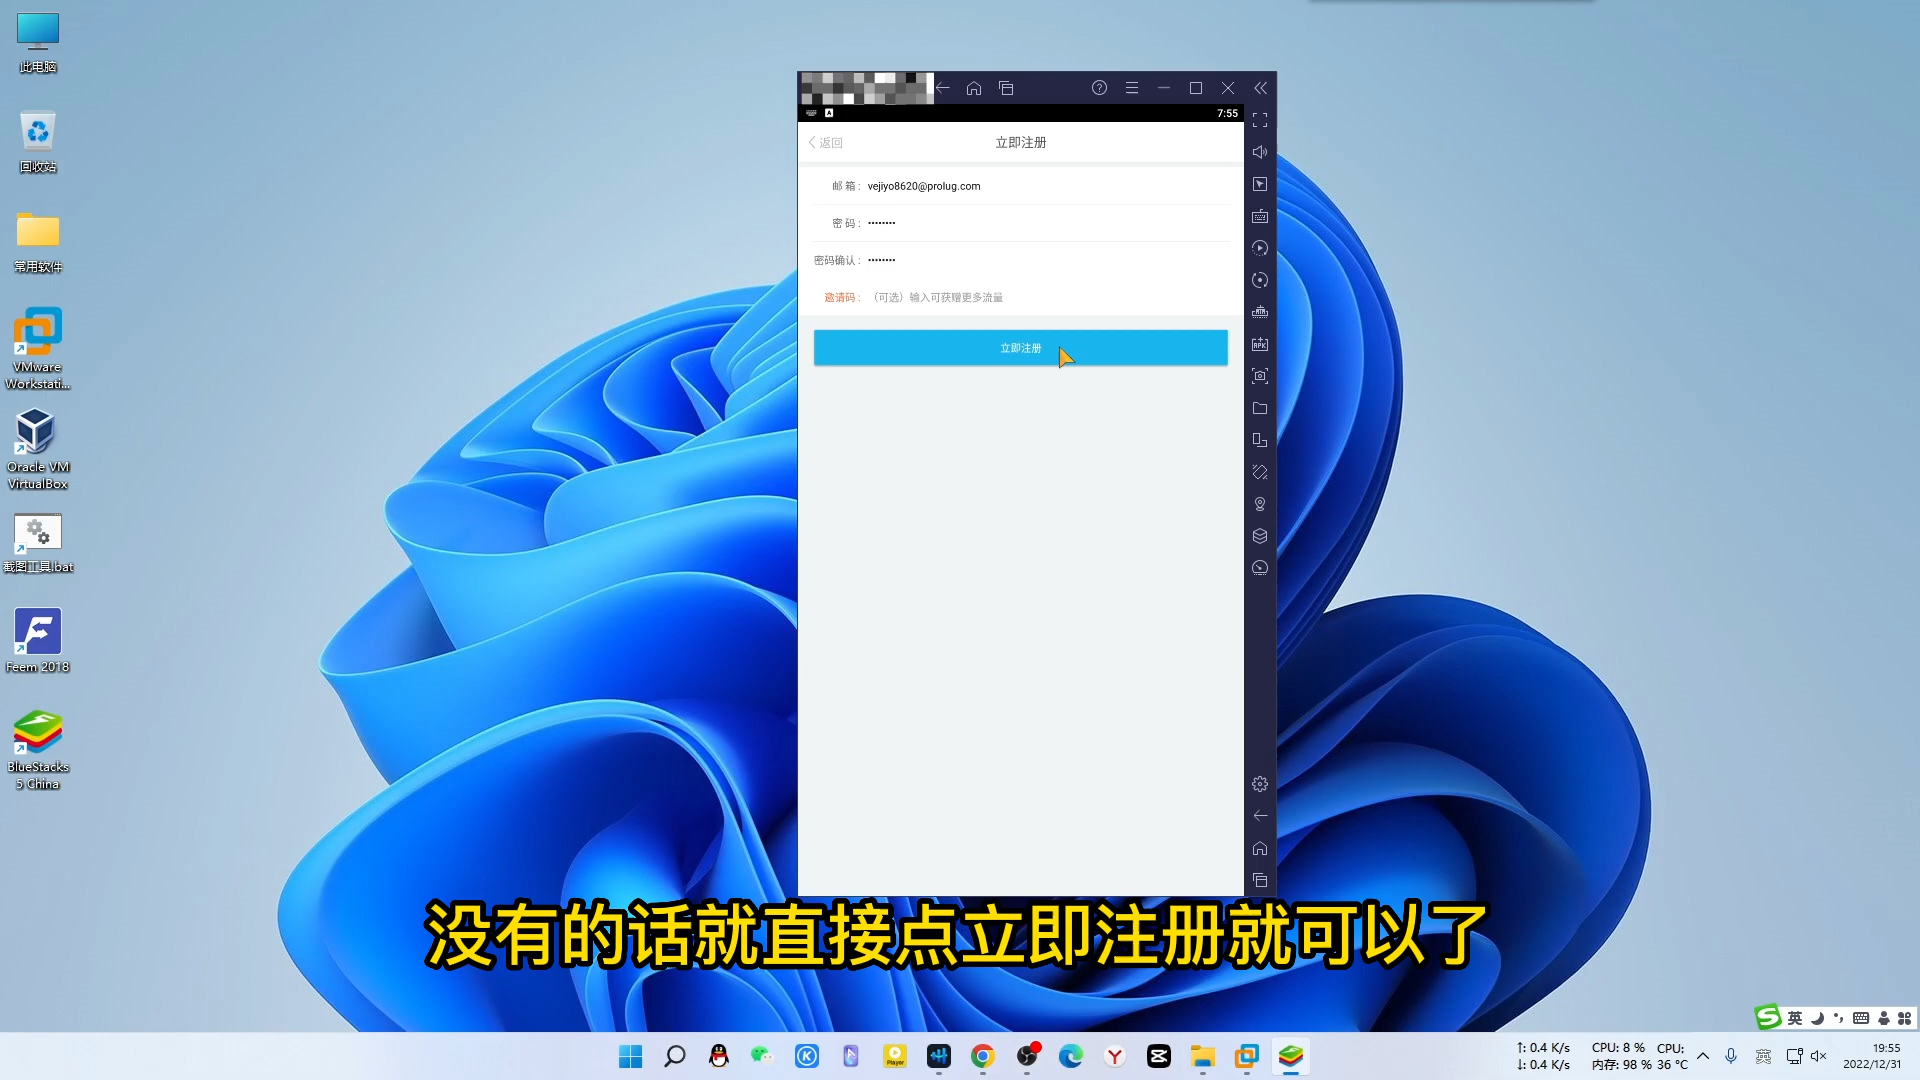 此电脑
回收站
常用软件
VMware
Workstati...
Oracle VM
VirtualBox
截图工具.bat
Feem 2018
BlueStacks
5 China
7:55
返回
立即注册
邮 箱： vejiyo8620@prolug.com
密 码： ••••••••
密码确认： ••••••••
邀请码： （可选）输入可获赠更多流量
立即注册
APK
没有的话就直接点立即注册就可以了
英
Player
↑: 0.4 K/s
↓: 0.4 K/s
CPU: 8 %
内存: 98 %
CPU:
36 °C
英
19:55
2022/12/31